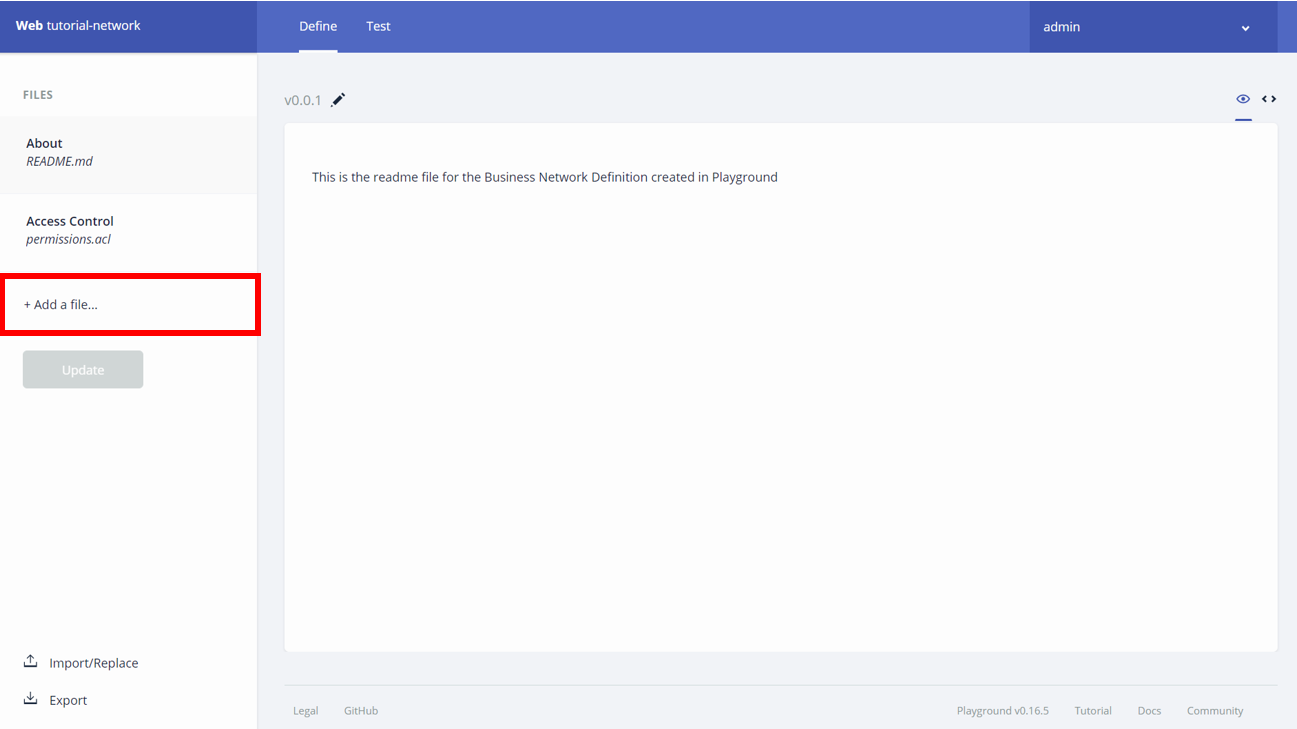 Web tutorial-network
Define
Test
admin
FILES
About
README.md
Access Control
permissions.acl
+ Add a file...
Update
Import/Replace
Export
v0.0.1
This is the readme file for the Business Network Definition created in Playground
Legal
GitHub
Playground v0.16.5
Tutorial
Docs
Community